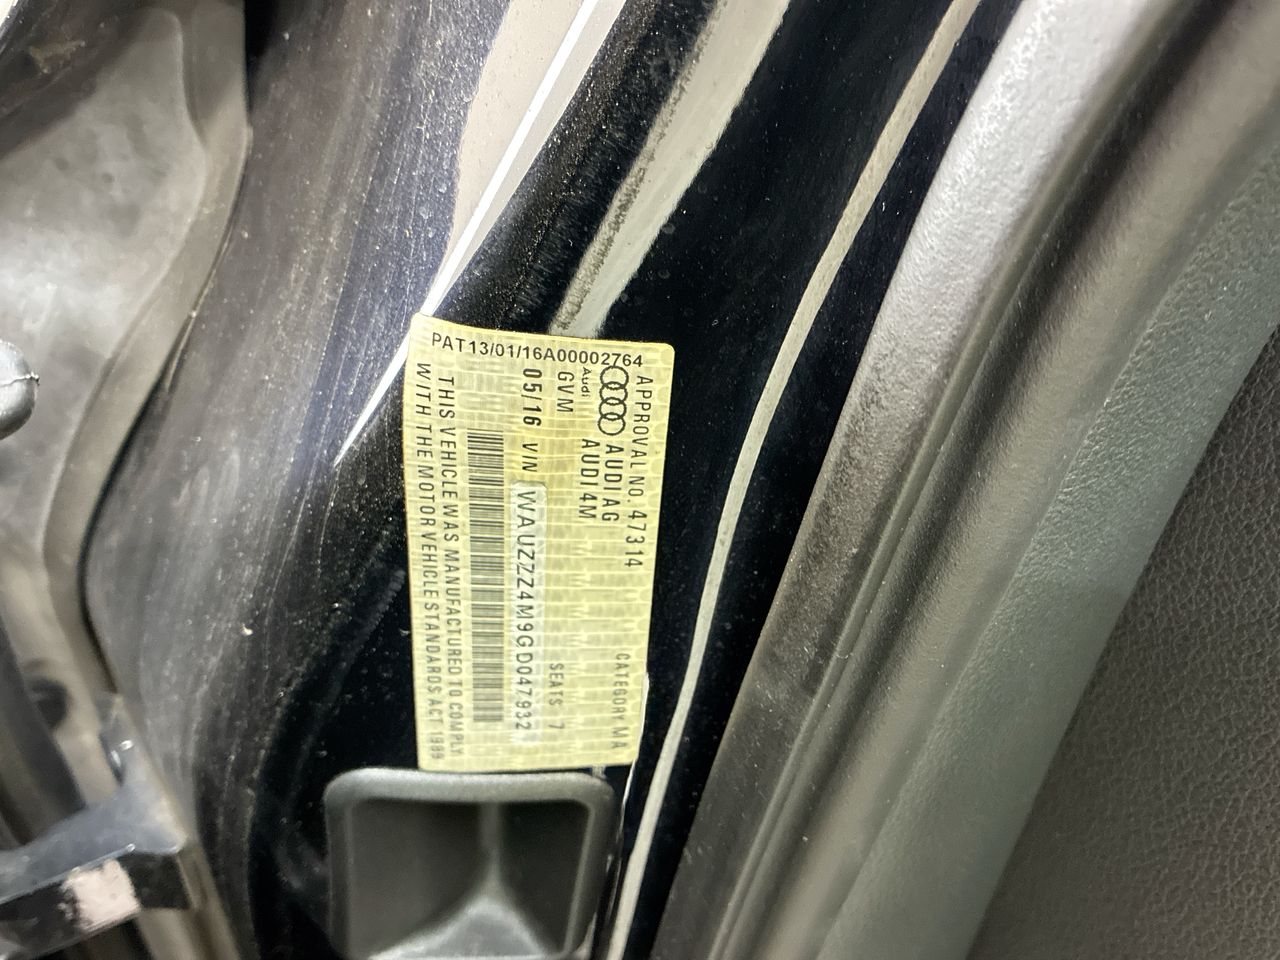 PAT13/01/16A00002764
APPROVAL NO. 47314 CATEGORY MA
Audi AUDI AG
AUDI 4M
GVM SEATS 7
05/16 VIN WAUZZZ4M9GD047932
THIS VEHICLE WAS MANUFACTURED TO COMPLY
WITH THE MOTOR VEHICLE STANDARDS ACT 1989